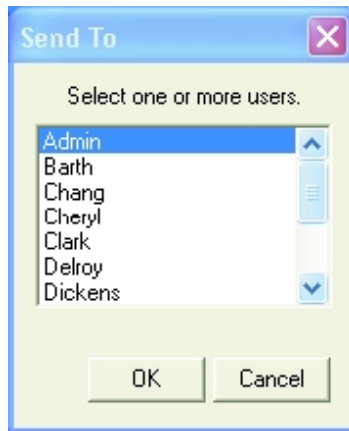 Send To
Select one or more users.
Admin
Barth
Chang
Cheryl
Clark
Delroy
Dickens
OK
Cancel